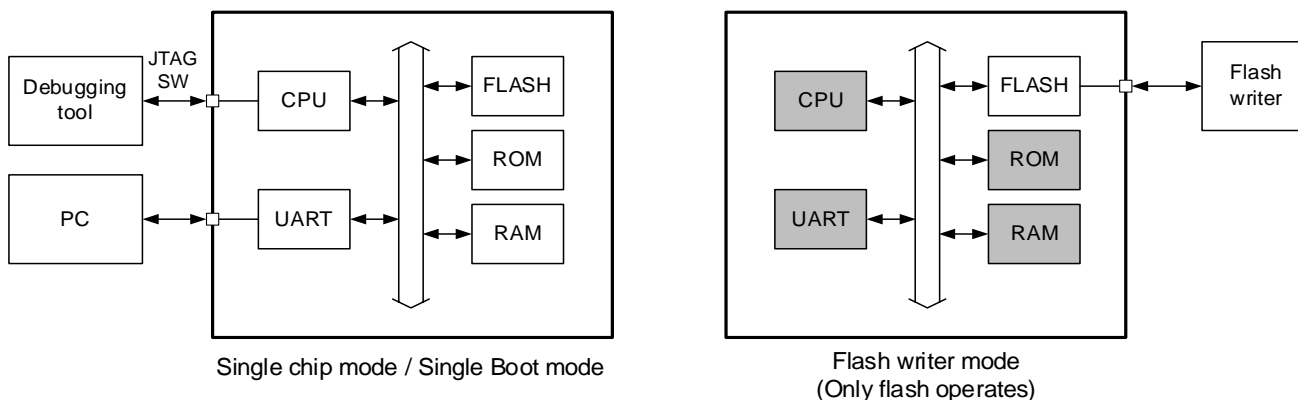 JTAG
SW
Debugging
tool
CPU
FLASH
ROM
PC
UART
RAM
Single chip mode / Single Boot mode
CPU
FLASH
Flash
writer
ROM
UART
RAM
Flash writer mode
(Only flash operates)